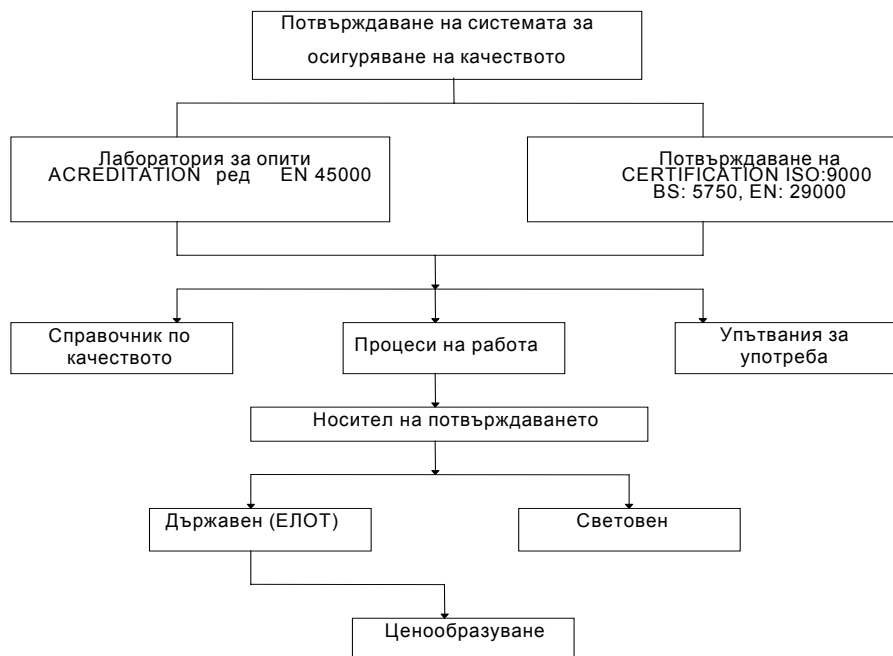 Потвърждаване на системата за
осигуряване на качеството
Лаборатория за опити
ACREDITATION ред EN 45000
Потвърждаване на
CERTIFICATION ISO:9000
BS: 5750, EN: 29000
Справочник по
качеството
Процеси на работа
Упътвания за
употреба
Носител на потвърждаването
Държавен (ЕЛОТ)
Световен
Ценообразуване